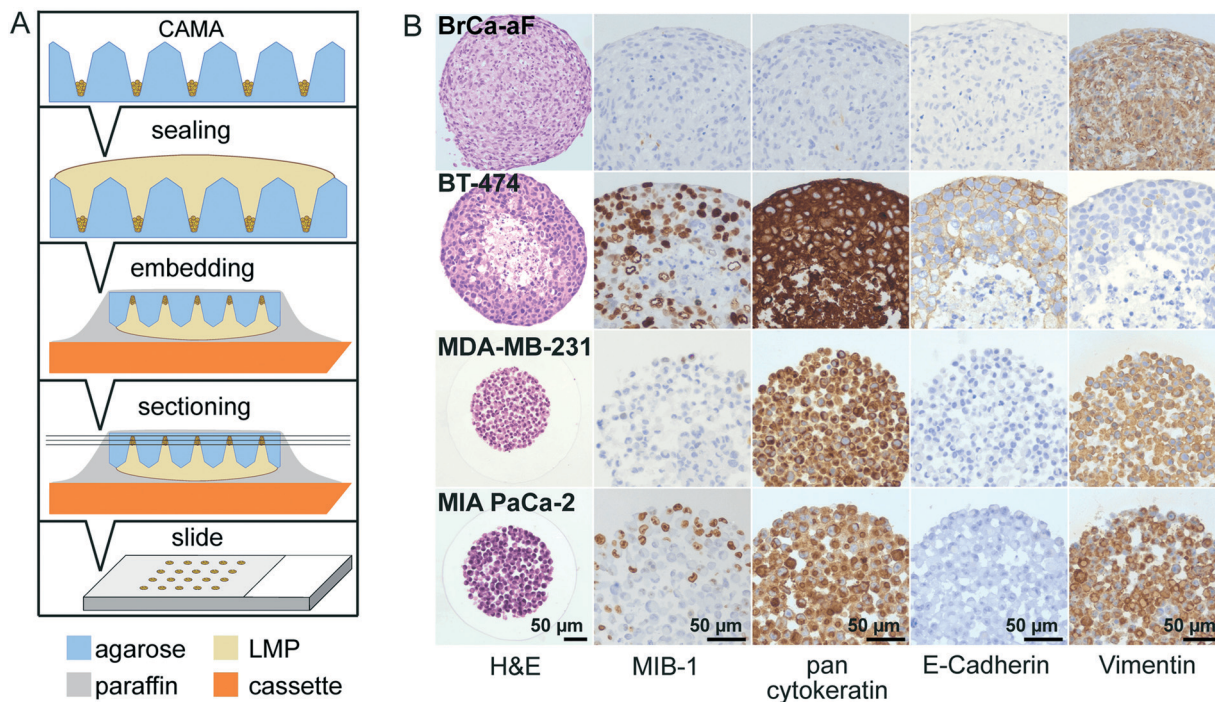 A
CAMA
sealing
embedding
sectioning
slide
agarose
LMP
paraffin
cassette
B
BrCa-aF
BT-474
MDA-MB-231
MIA PaCa-2
50 µm
50 µm
50 µm
50 µm
50 µm
H&E
MIB-1
pan
cytokeratin
E-Cadherin
Vimentin